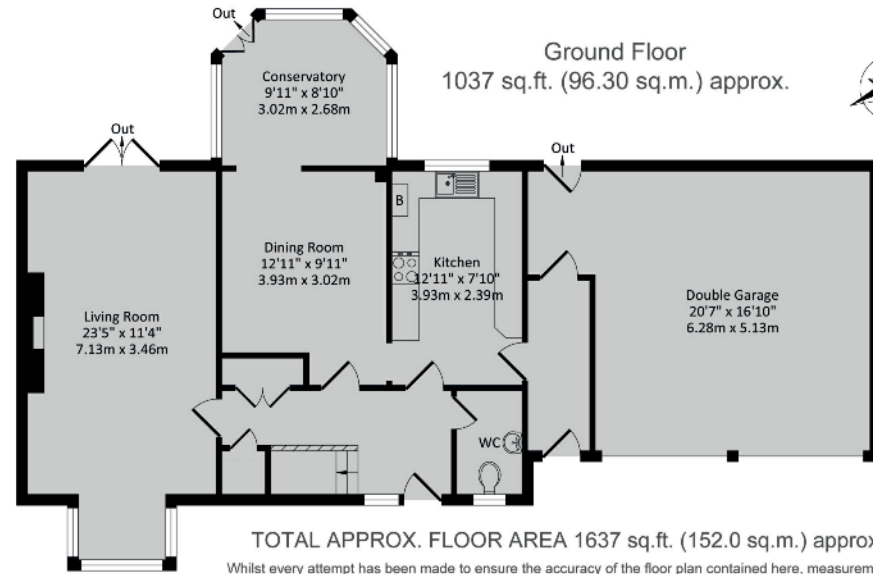 Out
Conservatory
9'11" x 8'10"
3.02m x 2.68m
Ground Floor
1037 sq.ft. (96.30 sq.m.) approx.
Out
Out
B
Dining Room
12'11" x 9'11"
3.93m x 3.02m
Kitchen
12'11" x 7'10"
3.93m x 2.39m
Living Room
23'5" x 11'4"
7.13m x 3.46m
Double Garage
20'7" x 16'10"
6.28m x 5.13m
WC
TOTAL APPROX. FLOOR AREA 1637 sq.ft. (152.0 sq.m.) approx
Whilst every attempt has been made to ensure the accuracy of the floor plan contained here, measurem